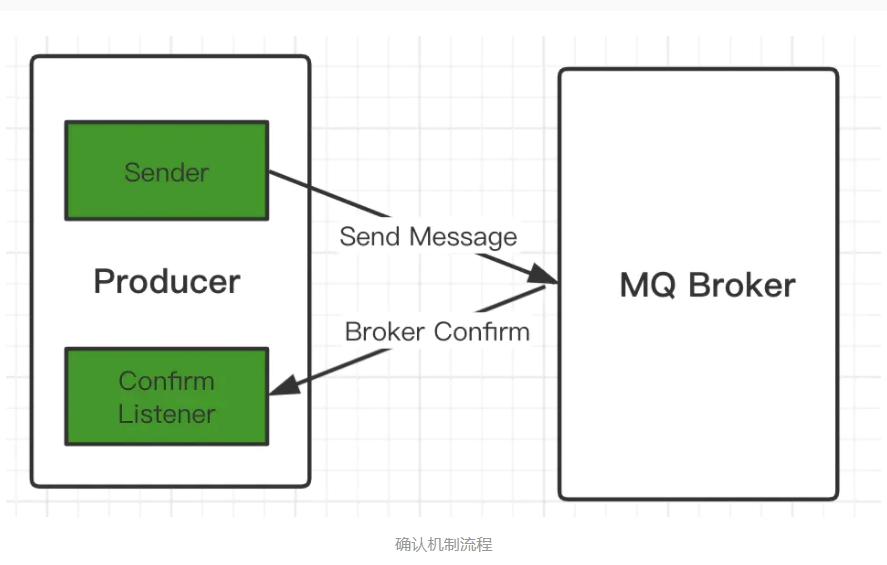 Sender
Send Message
Producer
MQ Broker
Broker Confirm
Confirm
Listener
确认机制流程